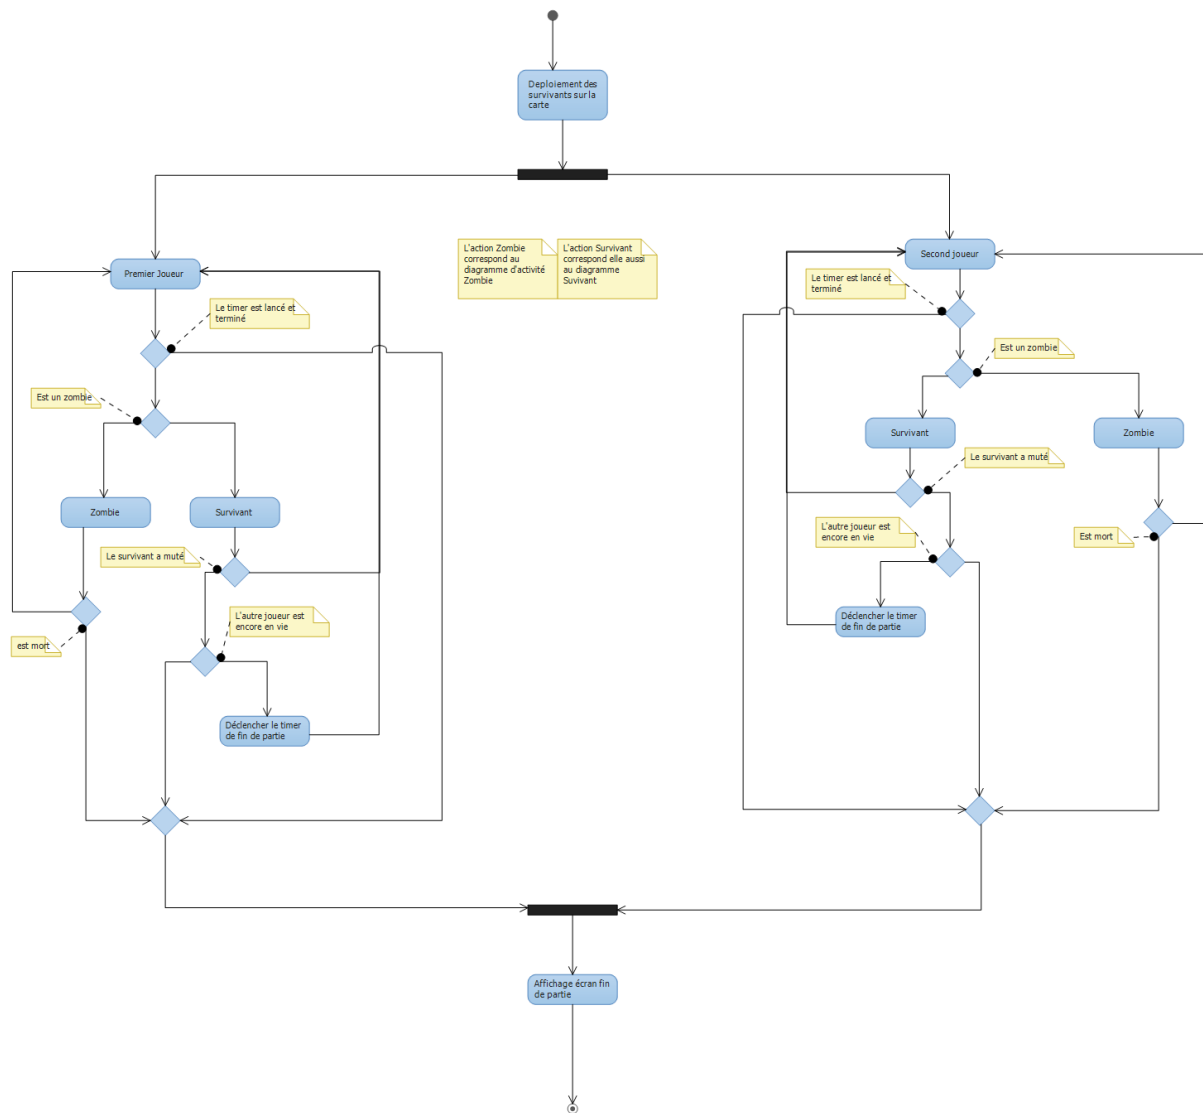 Deploiement des
survivants sur la
carte
L'action Zombie
correspond au
diagramme d'activité
Zombie
L'action Survivant
correspond elle aussi
au diagramme
Suvivant
Premier Joueur
Le timer est lancé et
terminé
Est un zombie
Zombie
Survivant
Le survivant a muté
L'autre joueur est
encore en vie
est mort
Déclencher le timer
de fin de partie
Second joueur
Le timer est lancé et
terminé
Est un zombie
Survivant
Zombie
Le survivant a muté
L'autre joueur est
encore en vie
Est mort
Déclencher le timer
de fin de partie
Affichage écran fin
de partie